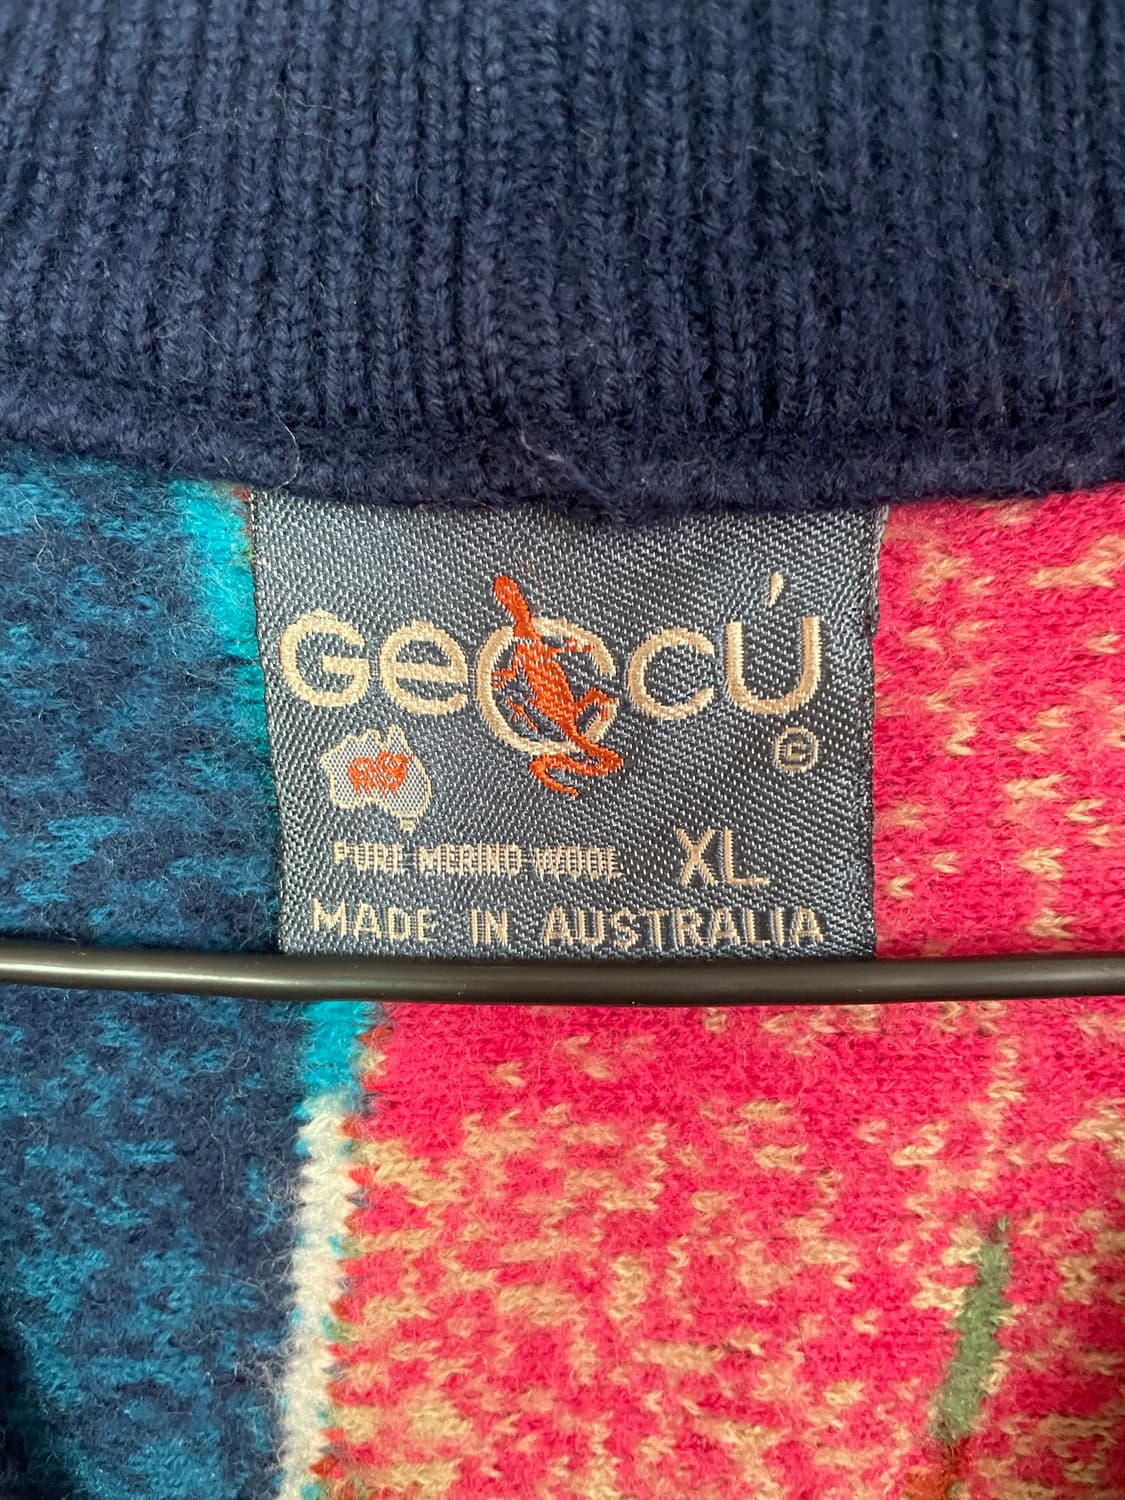 Geccú
©
PURE MERINO WOOL XL
MADE IN AUSTRALIA